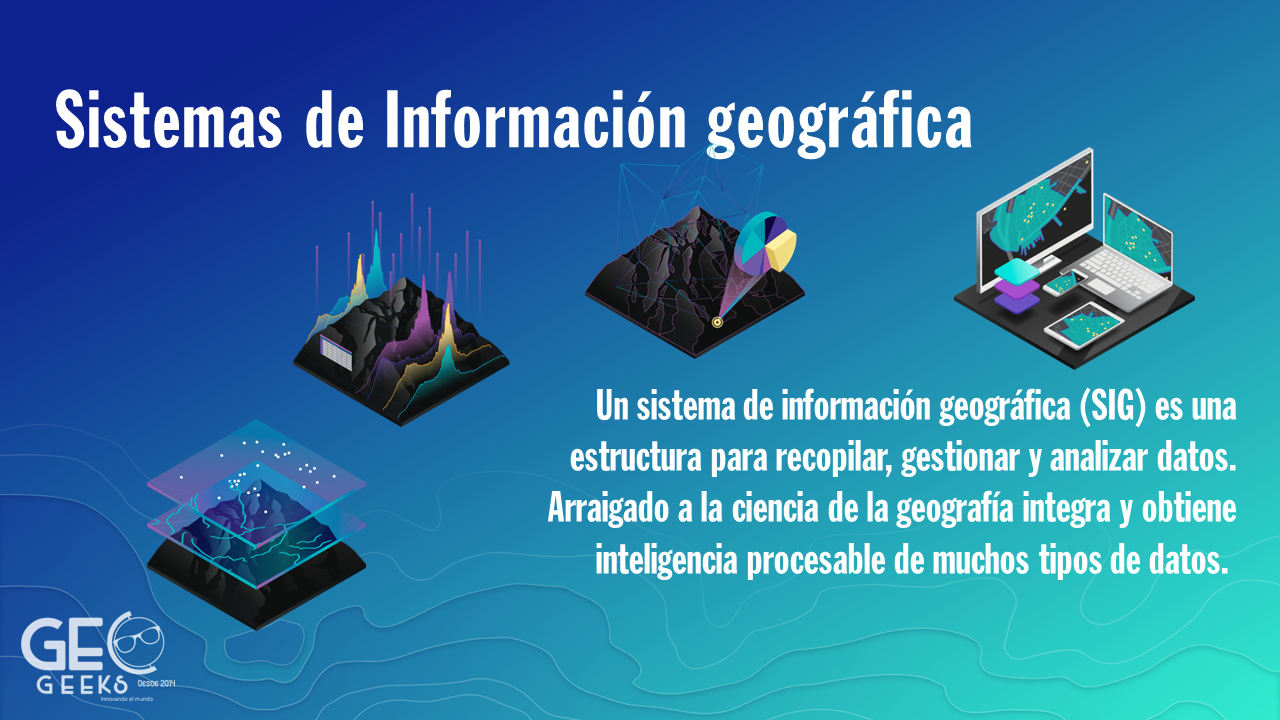 Sistemas de Información geográfica
Un sistema de información geográfica (SIG) es una
estructura para recopilar, gestionar y analizar datos.
Arraigado a la ciencia de la geografía integra y obtiene
inteligencia procesable de muchos tipos de datos.
GEO
GEEKS Desde 2014
Innovando el mundo